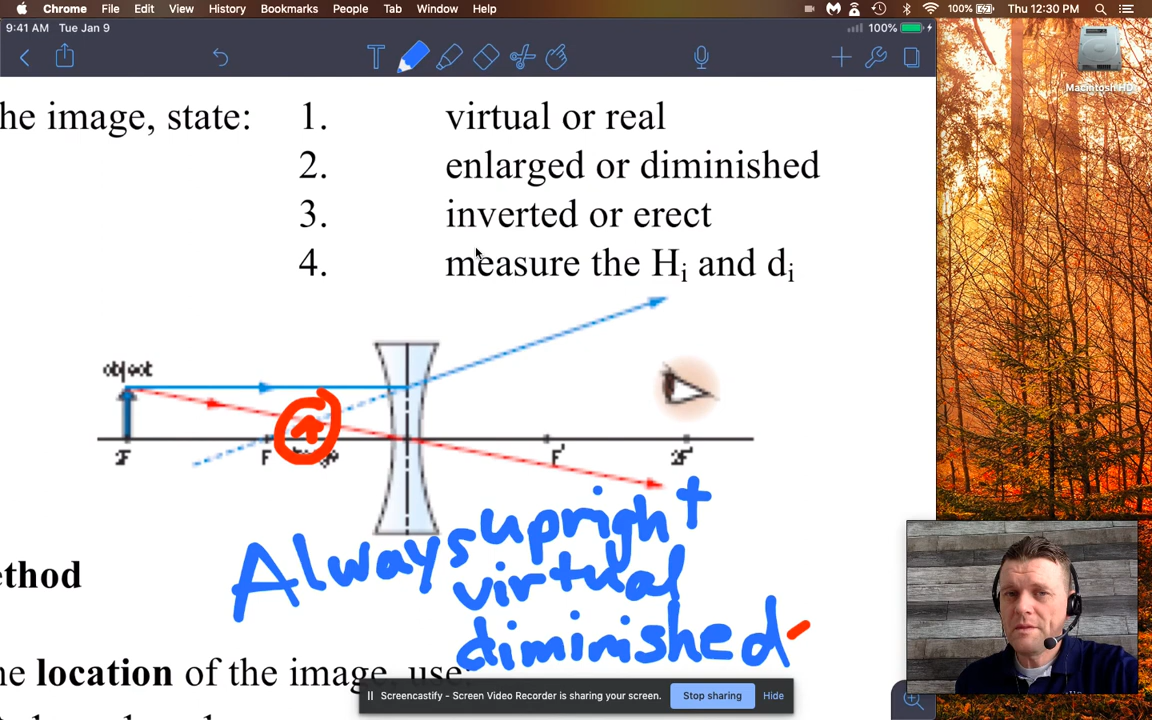 Chrome File Edit View History Bookmarks People Tab Window Help 100% Thu 12:30 PM
9:41 AM Tue Jan 9 100%
T
Macintosh HD
he image, state: 1. virtual or real
2. enlarged or diminished
3. inverted or erect
4. measure the Hi and di
object
2F F F' 2F'
Always upright
virtual
diminished
ethod
ne location of the image, use:
Screencastify - Screen Video Recorder is sharing your screen. Stop sharing Hide